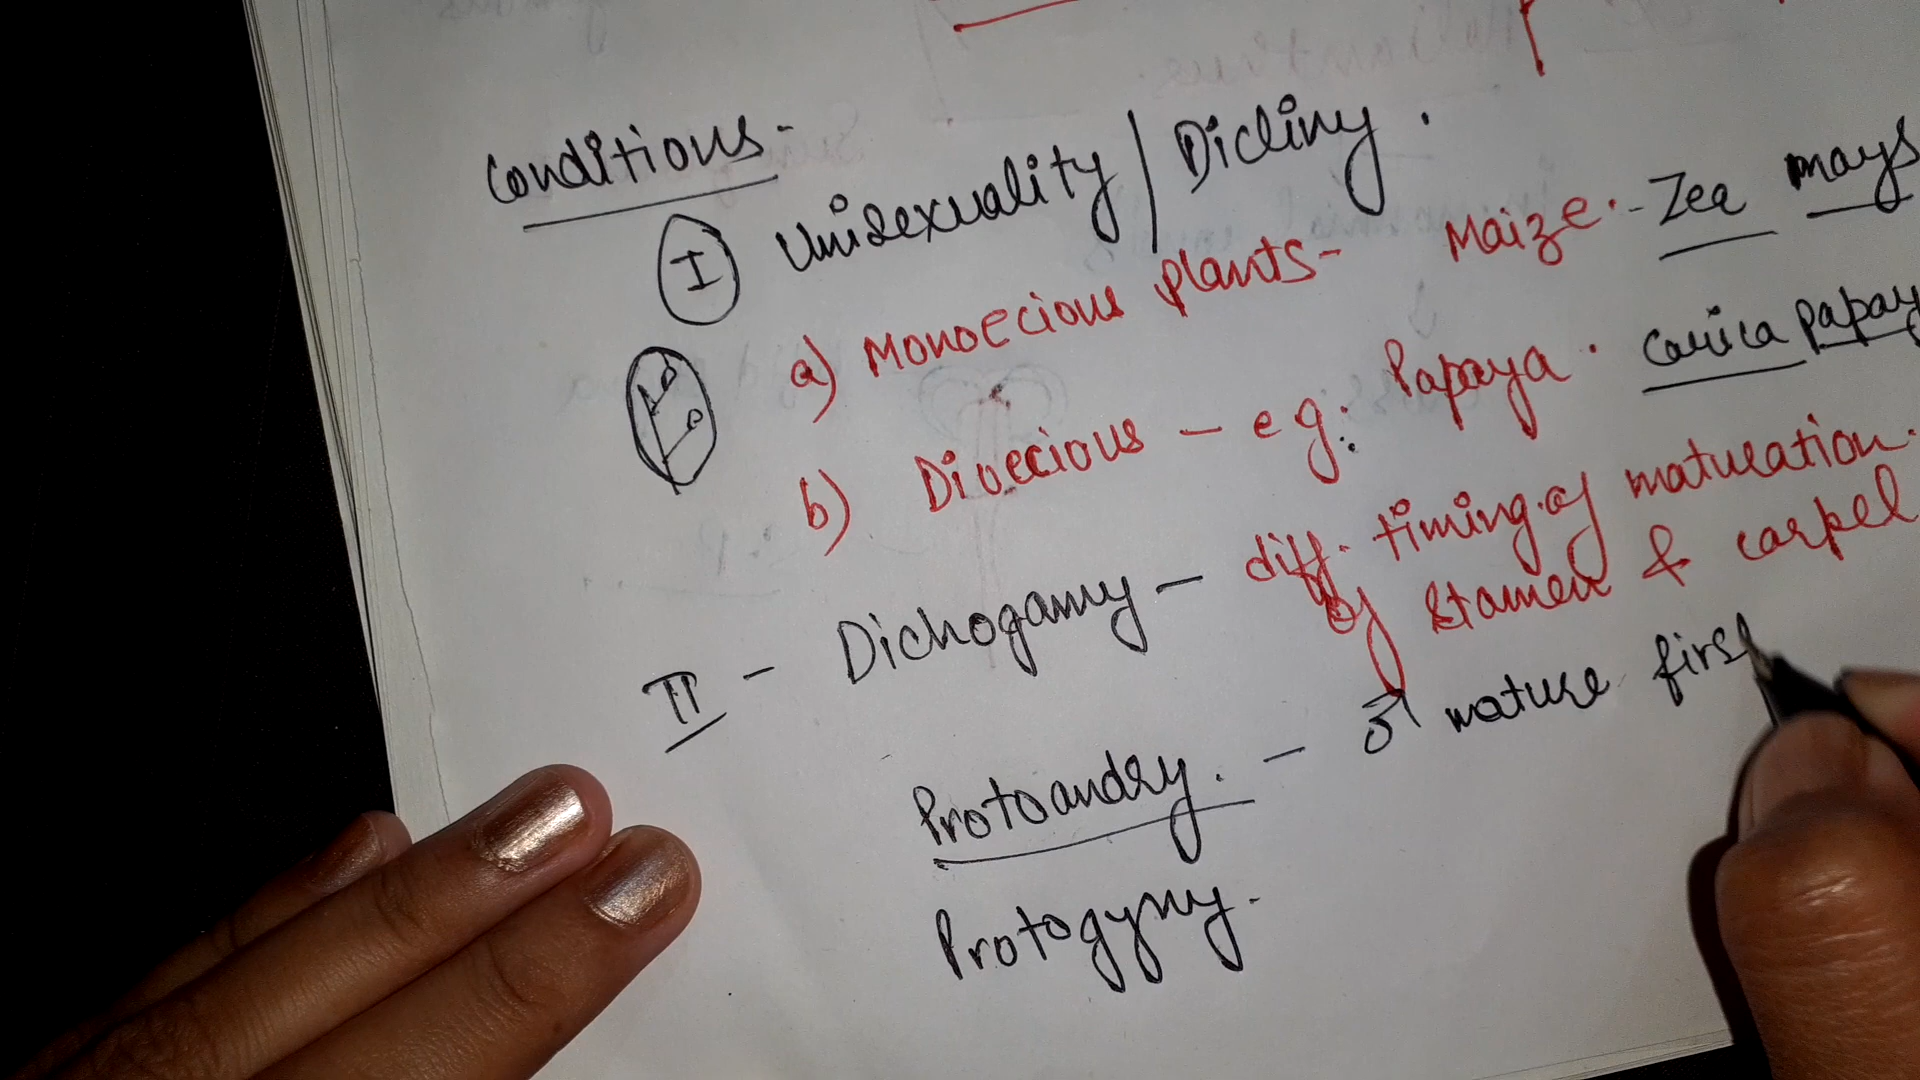 Conditions-
I Unisexuality / Dicliny.
a) Monoecious plants- Maize.- Zea mays
b) Dioecious - eg: Papaya. Carica papay
II - Dichogamy - diff. timing of maturation.
of stamen & carpel
Protoandry. - ♂ mature first
Protogyny.